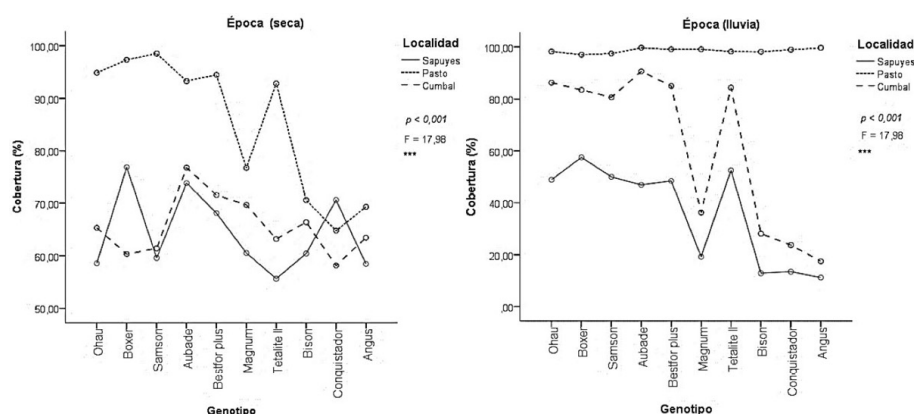 Época (seca)
100,00
90,00
80,00
70,00
60,00
50,00
Cobertura (%)
Ohau
Boxer
Samson
Aubade
Bestfor plus
Magnum
Tetalite II
Bison
Conquistador
Angus
Genotipo
Localidad
Sapuyes
Pasto
Cumbal
p < 0,001
F = 17,98
***
Época (lluvia)
100,00
80,00
60,00
40,00
20,00
,00
Cobertura (%)
Ohau
Boxer
Samson
Aubade
Bestfor plus
Magnum
Tetalite II
Bison
Conquistador
Angus
Genotipo
Localidad
Sapuyes
Pasto
Cumbal
p < 0,001
F = 17,98
***